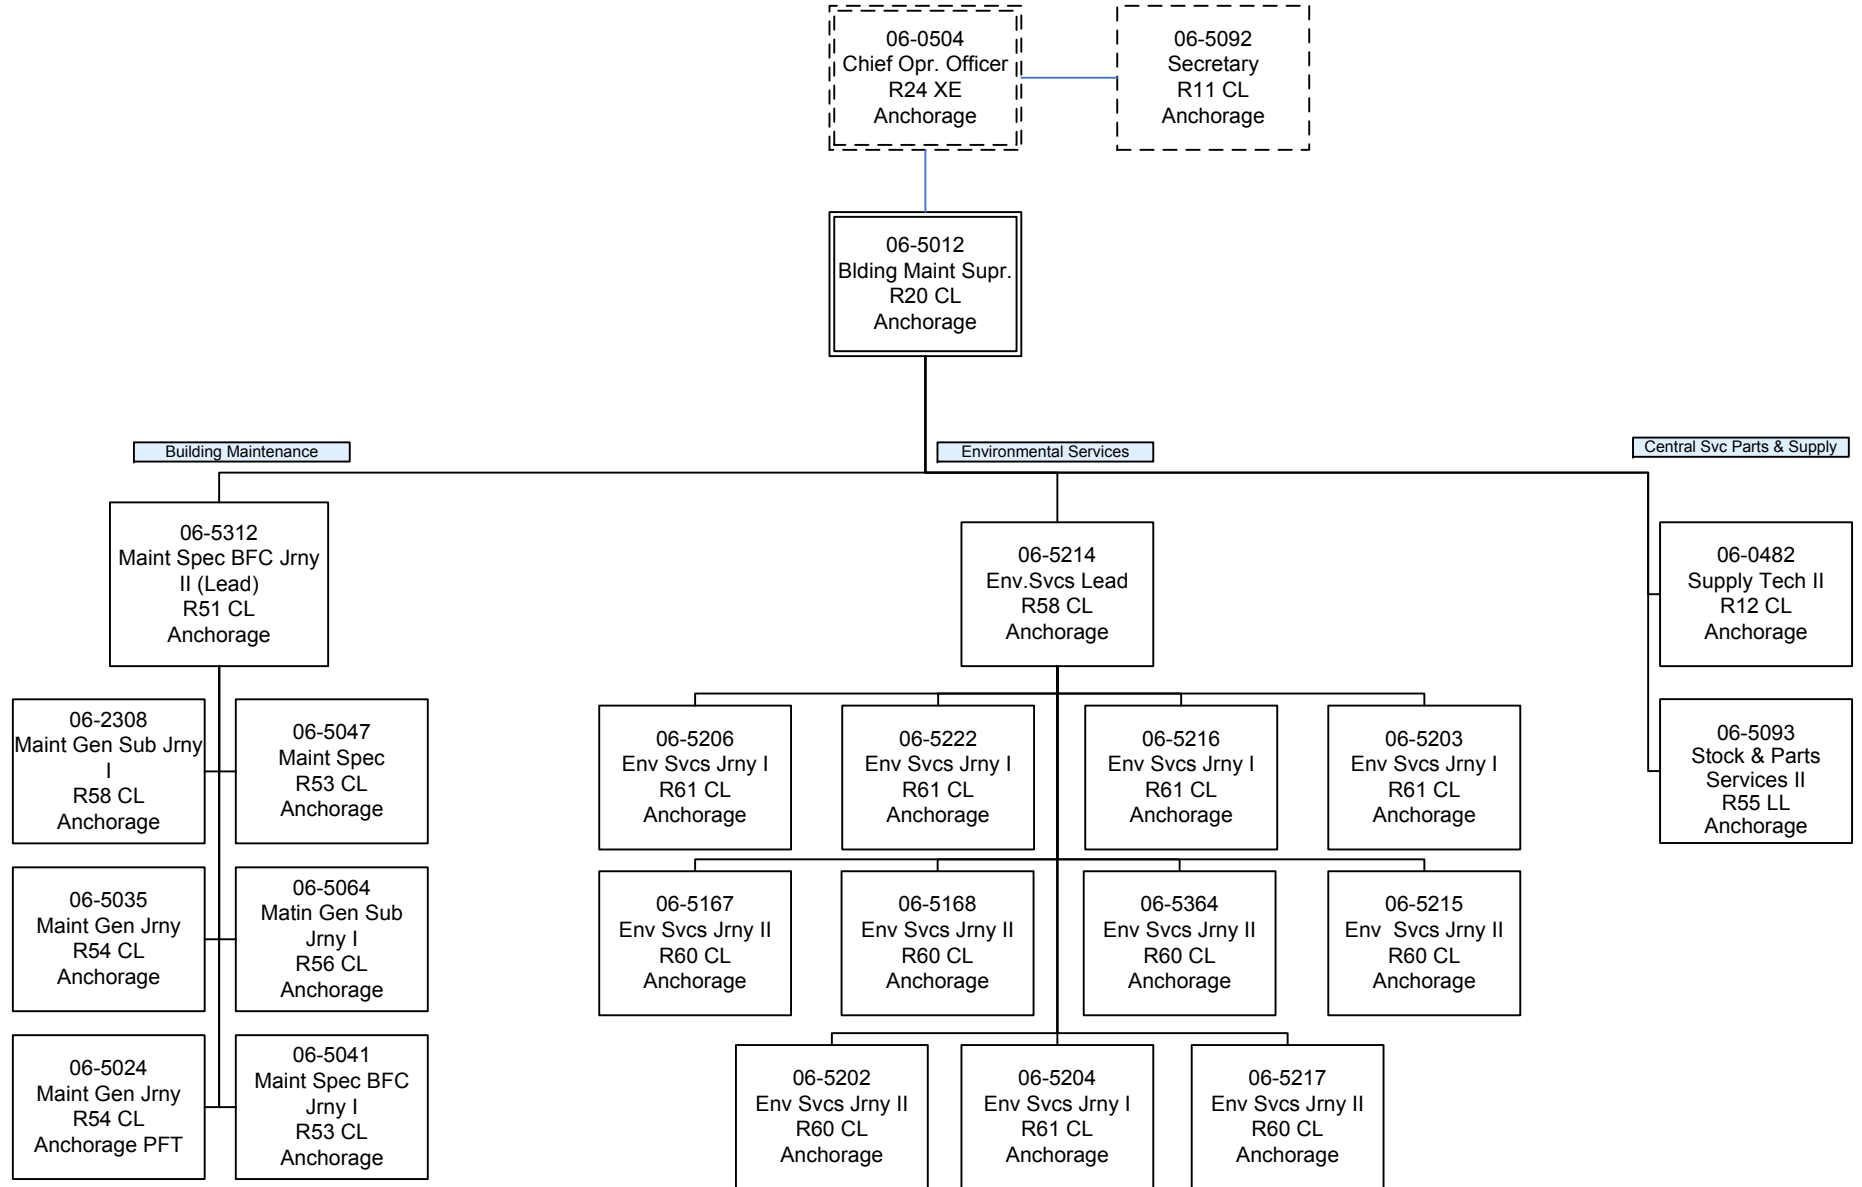 06-0504
Chief Opr. Officer
R24 XE
Anchorage
06-5092
Secretary
R11 CL
Anchorage
06-5012
Blding Maint Supr.
R20 CL
Anchorage
Building Maintenance
Environmental Services
Central Svc Parts & Supply
06-5312
Maint Spec BFC Jrny
II (Lead)
R51 CL
Anchorage
06-5214
Env.Svcs Lead
R58 CL
Anchorage
06-0482
Supply Tech II
R12 CL
Anchorage
06-2308
Maint Gen Sub Jrny
I
R58 CL
Anchorage
06-5047
Maint Spec
R53 CL
Anchorage
06-5206
Env Svcs Jrny I
R61 CL
Anchorage
06-5222
Env Svcs Jrny I
R61 CL
Anchorage
06-5216
Env Svcs Jrny I
R61 CL
Anchorage
06-5203
Env Svcs Jrny I
R61 CL
Anchorage
06-5093
Stock & Parts
Services II
R55 LL
Anchorage
06-5035
Maint Gen Jrny
R54 CL
Anchorage
06-5064
Matin Gen Sub
Jrny I
R56 CL
Anchorage
06-5167
Env Svcs Jrny II
R60 CL
Anchorage
06-5168
Env Svcs Jrny II
R60 CL
Anchorage
06-5364
Env Svcs Jrny II
R60 CL
Anchorage
06-5215
Env  Svcs Jrny II
R60 CL
Anchorage
06-5024
Maint Gen Jrny
R54 CL
Anchorage PFT
06-5041
Maint Spec BFC
Jrny I
R53 CL
Anchorage
06-5202
Env Svcs Jrny II
R60 CL
Anchorage
06-5204
Env Svcs Jrny I
R61 CL
Anchorage
06-5217
Env Svcs Jrny II
R60 CL
Anchorage